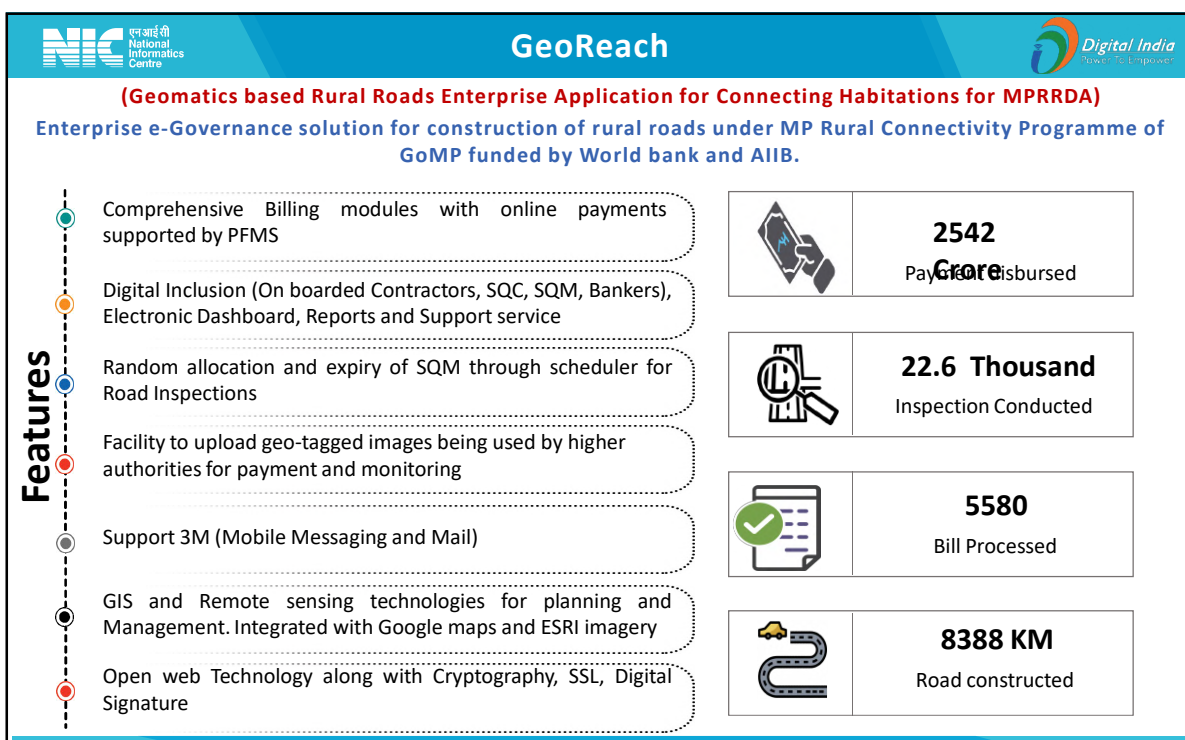 NIC
एन आई सी
National
Informatics
Centre
GeoReach
Digital India
Power To Empower
(Geomatics based Rural Roads Enterprise Application for Connecting Habitations for MPRRDA)
Enterprise e-Governance solution for construction of rural roads under MP Rural Connectivity Programme of
GoMP funded by World bank and AIIB.
Features
Comprehensive Billing modules with online payments
supported by PFMS
Digital Inclusion (On boarded Contractors, SQC, SQM, Bankers),
Electronic Dashboard, Reports and Support service
Random allocation and expiry of SQM through scheduler for
Road Inspections
Facility to upload geo-tagged images being used by higher
authorities for payment and monitoring
Support 3M (Mobile Messaging and Mail)
GIS and Remote sensing technologies for planning and
Management. Integrated with Google maps and ESRI imagery
Open web Technology along with Cryptography, SSL, Digital
Signature
2542
Crore
Payment disbursed
22.6 Thousand
Inspection Conducted
5580
Bill Processed
8388 KM
Road constructed